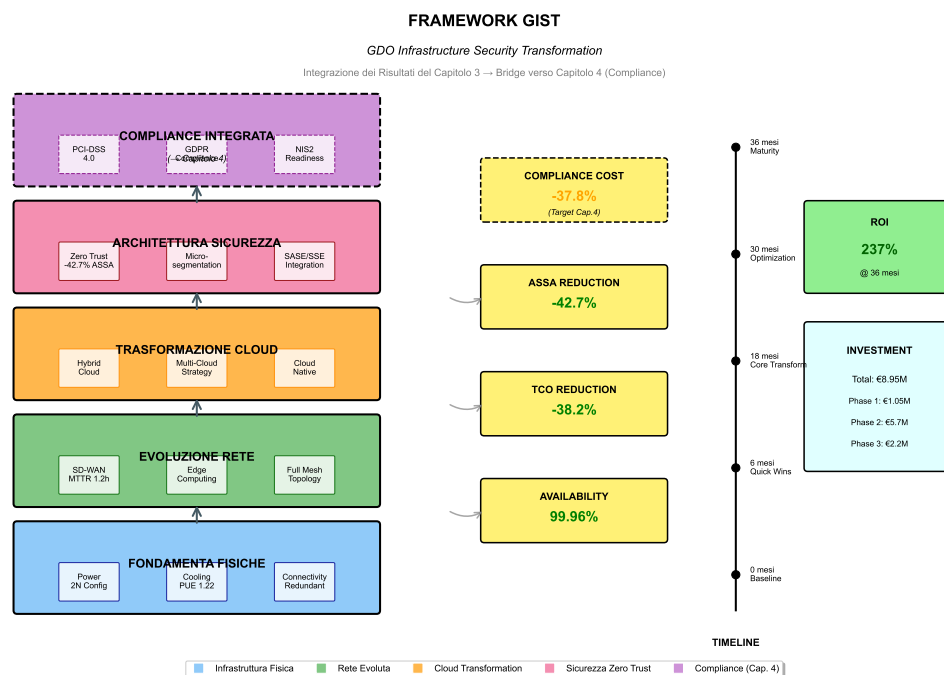 FRAMEWORK GIST
GDO Infrastructure Security Transformation
Integrazione dei Risultati del Capitolo 3 → Bridge verso Capitolo 4 (Compliance)
COMPLIANCE INTEGRATA
PCI-DSS
4.0
GDPR
Compliance
(→ Capitolo 4)
NIS2
Readiness
ARCHITETTURA SICUREZZA
Zero Trust
-42.7% ASSA
Micro-
segmentation
SASE/SSE
Integration
TRASFORMAZIONE CLOUD
Hybrid
Cloud
Multi-Cloud
Strategy
Cloud
Native
EVOLUZIONE RETE
SD-WAN
MTTR 1.2h
Edge
Computing
Full Mesh
Topology
FONDAMENTA FISICHE
Power
2N Config
Cooling
PUE 1.22
Connectivity
Redundant
COMPLIANCE COST
-37.8%
(Target Cap.4)
ASSA REDUCTION
-42.7%
TCO REDUCTION
-38.2%
AVAILABILITY
99.96%
36 mesi
Maturity
30 mesi
Optimization
18 mesi
Core Transform
6 mesi
Quick Wins
0 mesi
Baseline
TIMELINE
ROI
237%
@ 36 mesi
INVESTMENT
Total: €8.95M
Phase 1: €1.05M
Phase 2: €5.7M
Phase 3: €2.2M
Infrastruttura Fisica
Rete Evoluta
Cloud Transformation
Sicurezza Zero Trust
Compliance (Cap. 4)